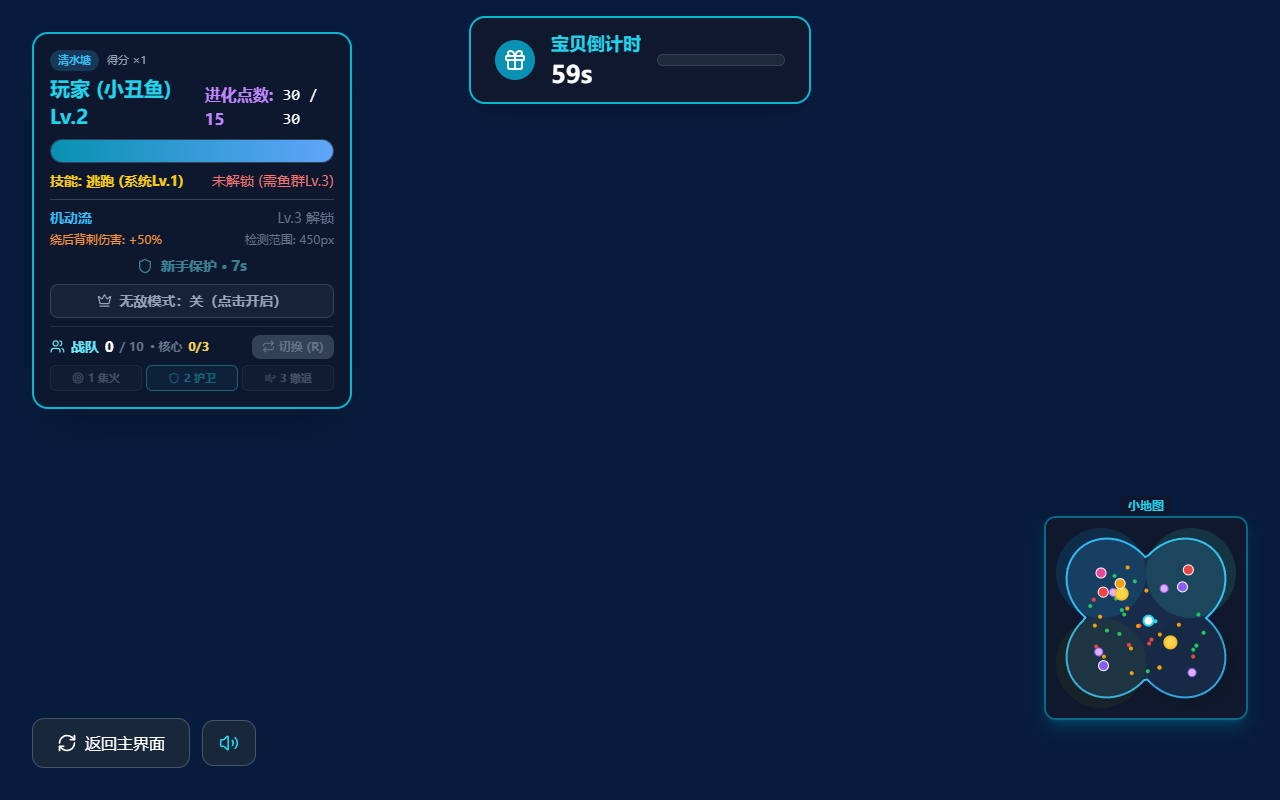 清水塘 得分 ×1
玩家 (小丑鱼) Lv.2
进化点数: 15
30 / 30
技能: 逃跑 (系统Lv.1) 未解锁 (需鱼群Lv.3)
机动流 Lv.3 解锁
绕后背刺伤害: +50% 检测范围: 450px
新手保护 • 7s
无敌模式：关（点击开启）
战队 0 / 10 • 核心 0/3 切换 (R)
1 集火 2 护卫 3 撤退
宝贝倒计时
59s
小地图
返回主界面